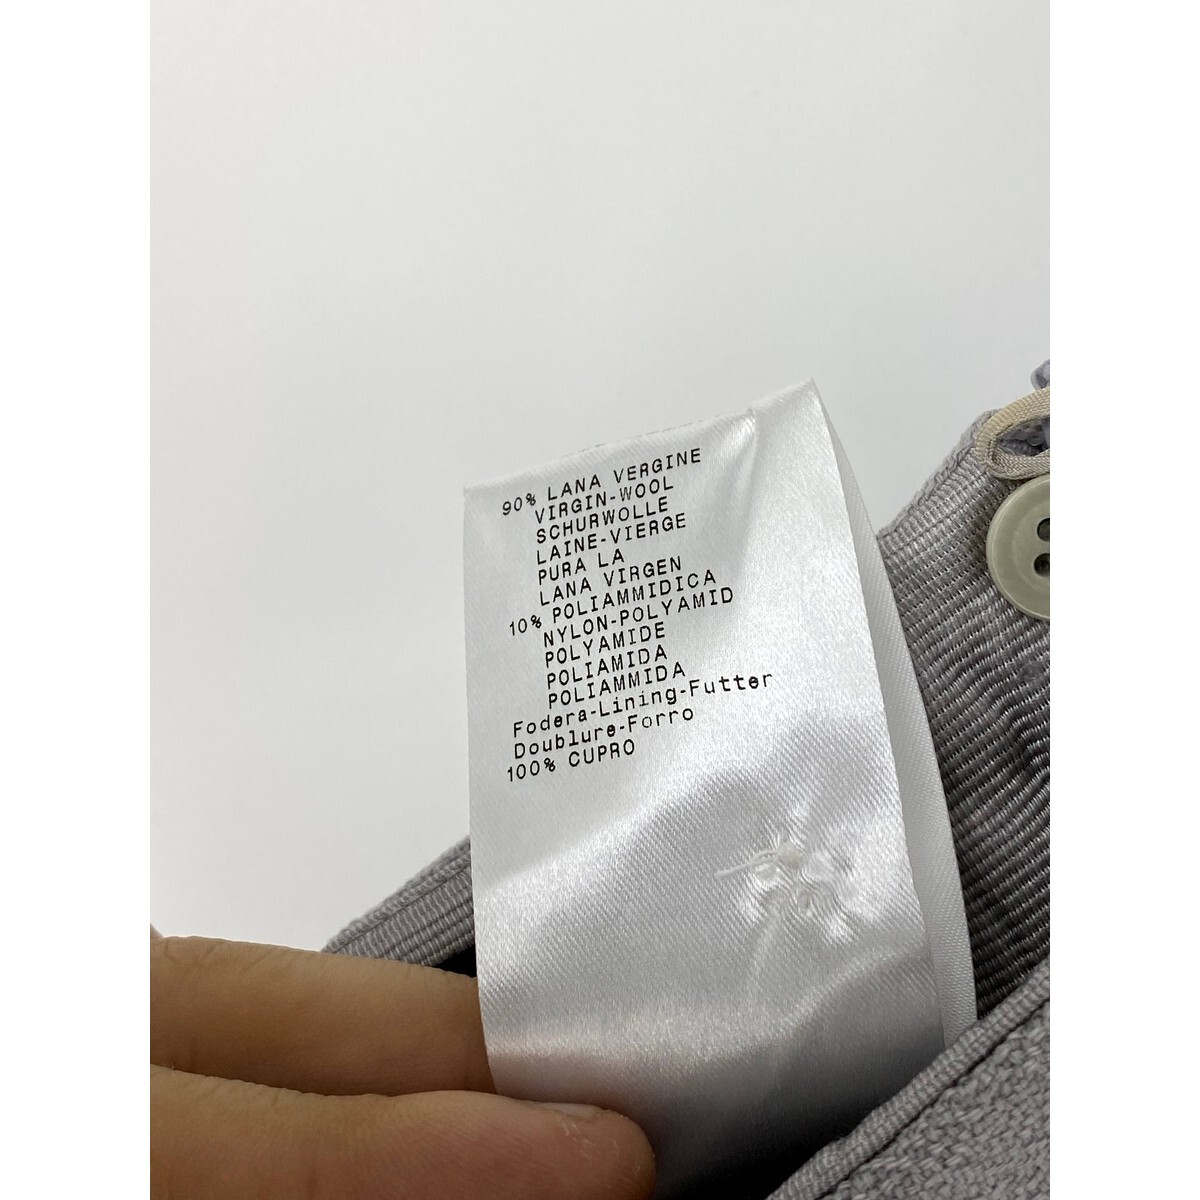 90% LANA VERGINE
VIRGIN-WOOL
SCHURWOLLE
LAINE-VIERGE
PURA LA
LANA VIRGEN
10% POLIAMMIDICA
NYLON-POLYAMID
POLYAMIDE
POLIAMIDA
POLIAMMIDA
Fodera-Lining-Futter
Doublure-Forro
100% CUPRO